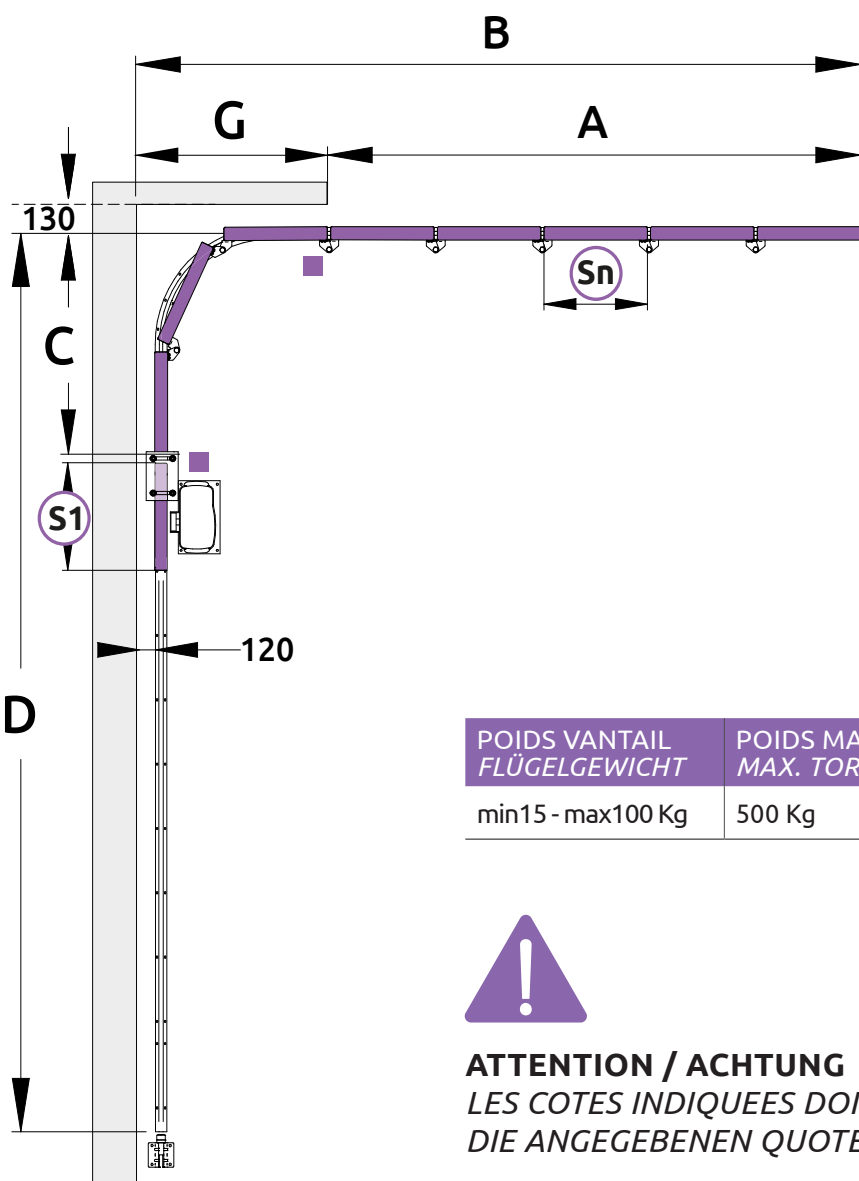 B
G
A
130
Sn
C
S1
120
D
POIDS VANTAIL
FLÜGELGEWICHT
POIDS MA
MAX. TOR
min15 - max100 Kg
500 Kg
ATTENTION / ACHTUNG
LES COTES INDIQUEES DOI
DIE ANGEGEBENEN QUOTE